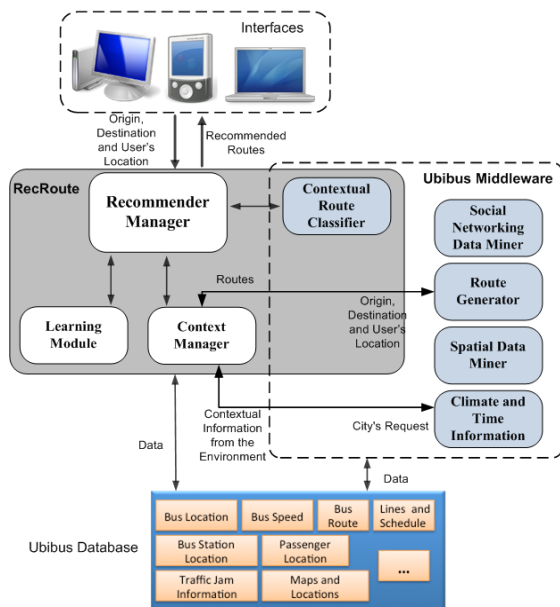 Interfaces
Origin,
Destination
and User's
Location
Recommended
Routes
RecRoute
Ubibus Middleware
Recommender
Manager
Contextual
Route
Classifier
Social
Networking
Data Miner
Routes
Route
Generator
Origin,
Destination
and User's
Location
Learning
Module
Context
Manager
Spatial Data
Miner
Climate and
Time
Information
Contextual
Information
from the
Environment
City's Request
Data
Data
Ubibus Database
Bus Location
Bus Speed
Bus
Route
Lines and
Schedule
Bus Station
Location
Passenger
Location
...
Traffic Jam
Information
Maps and
Locations